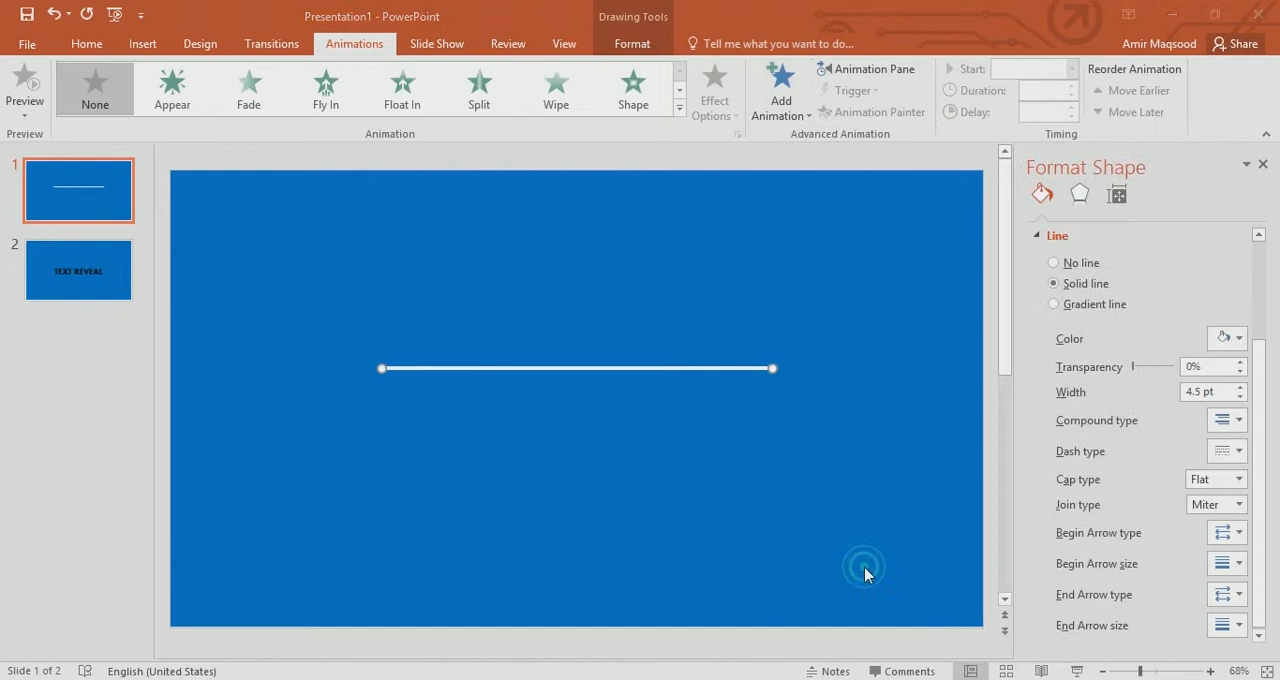 Presentation1 - PowerPoint
Drawing Tools
File
Home
Insert
Design
Transitions
Animations
Slide Show
Review
View
Format
Tell me what you want to do...
Amir Maqsood
Share
Preview
None
Appear
Fade
Fly In
Float In
Split
Wipe
Shape
Effect
Options
Add
Animation
Animation Pane
Trigger
Animation Painter
Start:
Duration:
Delay:
Reorder Animation
Move Earlier
Move Later
Preview
Animation
Advanced Animation
Timing
1
2
TEXT REVEAL
Format Shape
Line
No line
Solid line
Gradient line
Color
Transparency
0%
Width
4.5 pt
Compound type
Dash type
Cap type
Flat
Join type
Miter
Begin Arrow type
Begin Arrow size
End Arrow type
End Arrow size
Slide 1 of 2
English (United States)
Notes
Comments
68%